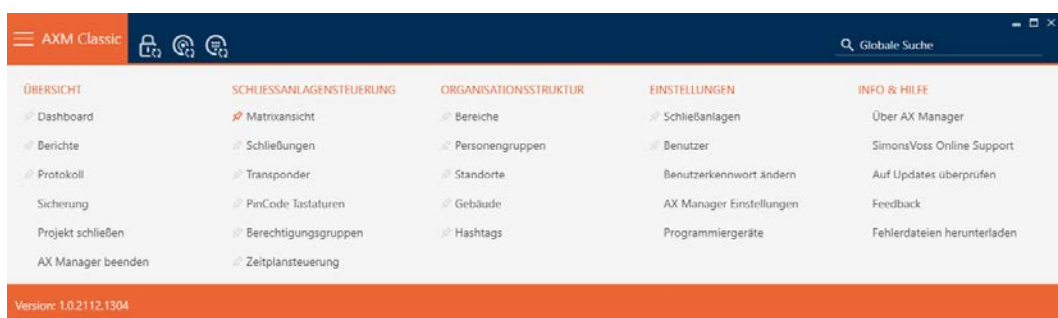 AXM Classic
Globale Suche
ÜBERSICHT
Dashboard
Berichte
Protokoll
Sicherung
Projekt schließen
AX Manager beenden
SCHLIESSANLAGENSTEUERUNG
Matrixansicht
Schließungen
Transponder
PinCode Tastaturen
Berechtigungsgruppen
Zeitplansteuerung
ORGANISATIONSSTRUKTUR
Bereiche
Personengruppen
Standorte
Gebäude
Hashtags
EINSTELLUNGEN
Schließanlagen
Benutzer
Benutzerkennwort ändern
AX Manager Einstellungen
Programmiergeräte
INFO & HILFE
Über AX Manager
SimonsVoss Online Support
Auf Updates überprüfen
Feedback
Fehlerdateien herunterladen
Version: 1.0.2112.1304